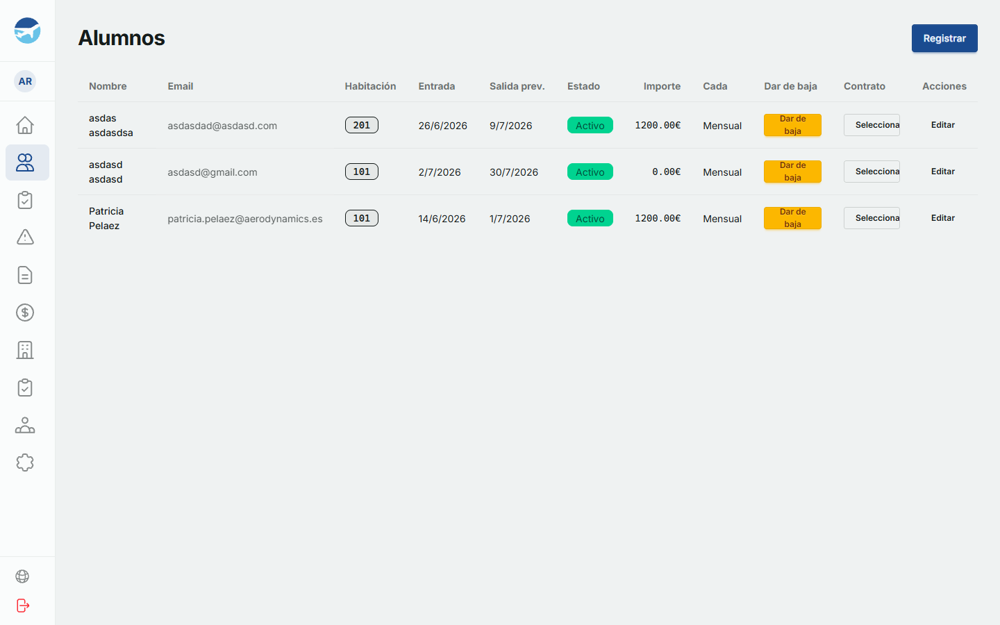 Alumnos
Registrar
AR
Nombre Email Habitación Entrada Salida prev. Estado Importe Cada Dar de baja Contrato Acciones
asdas
asdasdsa
asdasdad@asdasd.com 201 26/6/2026 9/7/2026 Activo 1200.00€ Mensual Dar de baja Selecciona Editar
asdasd
asdasd
asdasd@gmail.com 101 2/7/2026 30/7/2026 Activo 0.00€ Mensual Dar de baja Selecciona Editar
Patricia
Pelaez
patricia.pelaez@aerodynamics.es 101 14/6/2026 1/7/2026 Activo 1200.00€ Mensual Dar de baja Selecciona Editar